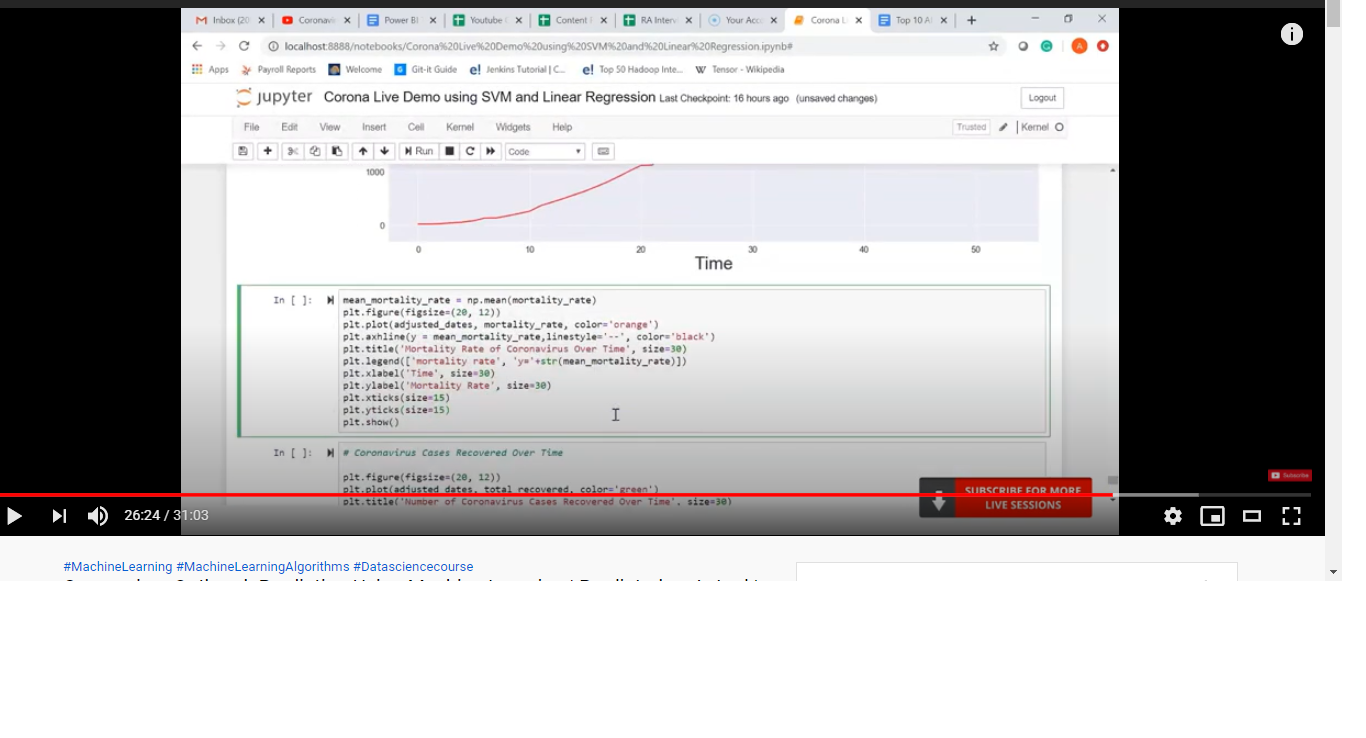 Inbox (20 Coronavi Power BI Youtube Content RA Interv Your Acc Corona L Top 10 A
localhost:8888/notebooks/Corona%20Live%20Demo%20using%20SVM%20and%20Linear%20Regression.ipynb#
Apps Payroll Reports Welcome Git-it Guide Jenkins Tutorial | C... Top 50 Hadoop Inte... Tensor - Wikipedia
jupyter Corona Live Demo using SVM and Linear Regression Last Checkpoint: 16 hours ago (unsaved changes) Logout
File Edit View Insert Cell Kernel Widgets Help Trusted Kernel
Run Code
1000
0
0 10 20 30 40 50
Time
In [ ]: mean_mortality_rate = np.mean(mortality_rate)
plt.figure(figsize=(20, 12))
plt.plot(adjusted_dates, mortality_rate, color='orange')
plt.axhline(y = mean_mortality_rate,linestyle='--', color='black')
plt.title('Mortality Rate of Coronavirus Over Time', size=30)
plt.legend(['mortality rate', 'y='+str(mean_mortality_rate)])
plt.xlabel('Time', size=30)
plt.ylabel('Mortality Rate', size=30)
plt.xticks(size=15)
plt.yticks(size=15)
plt.show()
In [ ]: # Coronavirus Cases Recovered Over Time
plt.figure(figsize=(20, 12))
plt.plot(adjusted_dates, total_recovered, color='green')
plt.title('Number of Coronavirus Cases Recovered Over Time', size=30)
Subscribe
SUBSCRIBE FOR MORE
LIVE SESSIONS
26:24 / 31:03
#MachineLearning #MachineLearningAlgorithms #Datasciencecourse